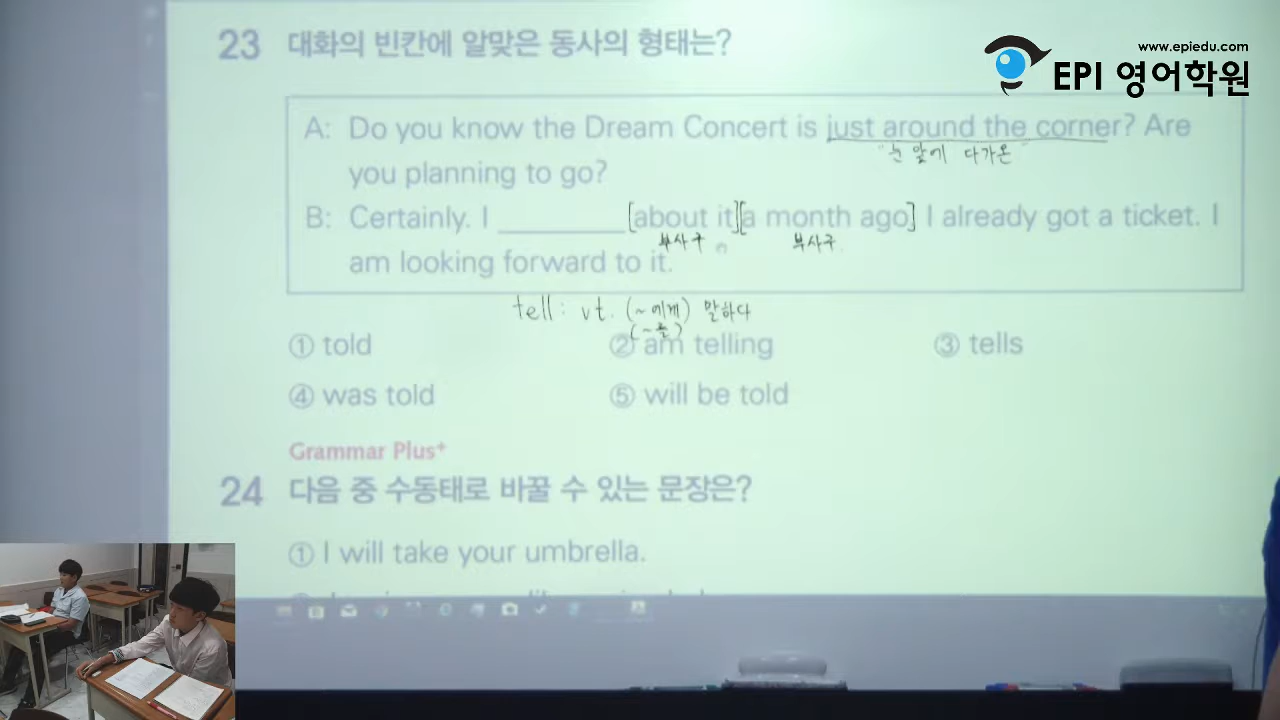 www.epiedu.com
EPI 영어학원
23 대화의 빈칸에 알맞은 동사의 형태는?
A: Do you know the Dream Concert is just around the corner? Are
"눈 앞에 다가온"
you planning to go?
B: Certainly. I ________ [about it][a month ago] I already got a ticket. I
부사구 부사구
am looking forward to it.
tell: vt. (~에게) 말하다
(~을)
① told ② am telling ③ tells
④ was told ⑤ will be told
Grammar Plus+
24 다음 중 수동태로 바꿀 수 있는 문장은?
① I will take your umbrella.